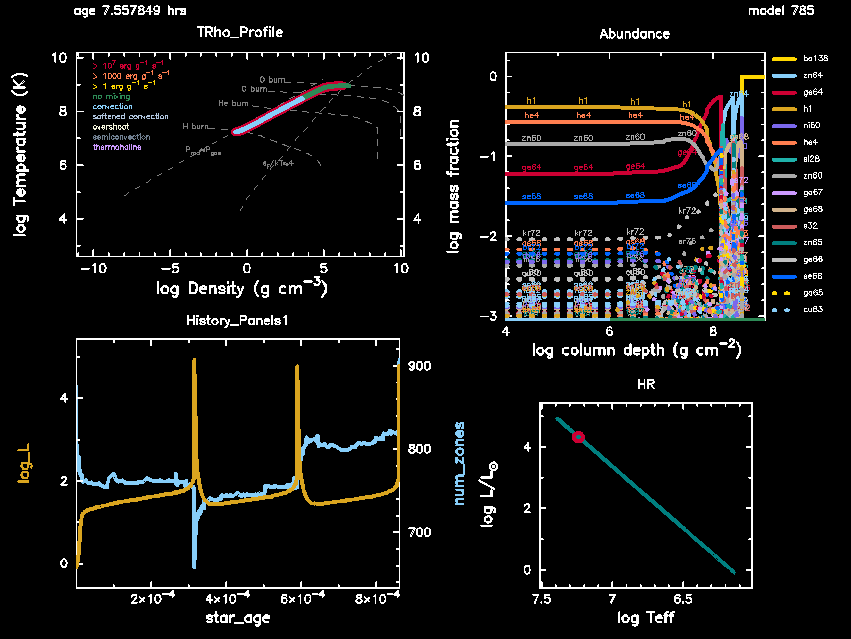 age 7.557849 hrs
model 785
TRho_Profile
log Temperature (K)
10
8
6
4
> 10⁷ erg g⁻¹ s⁻¹
> 1000 erg g⁻¹ s⁻¹
> 1 erg g⁻¹ s⁻¹
no mixing
convection
softened convection
overshoot
semiconvection
thermohaline
O burn
C burn
He burn
H burn
10
8
6
4
−10
−5
0
5
10
log Density (g cm⁻³)
Abundance
log mass fraction
0
−1
−2
−3
h1
h1
h1
h1
he4
he4
he4
zn60
zn60
zn60
zn60
ge64
ge64
ge64
se68
se68
se68
kr72
kr72
kr72
kr72
sr76
4
6
8
log column depth (g cm⁻²)
ba138
zn64
ge64
h1
ni60
he4
si28
zn60
ga67
ge68
s32
zn65
ge66
se68
ga65
cu63
History_Panels1
log_L
4
2
0
900
800
700
num_zones
2×10⁻⁴
4×10⁻⁴
6×10⁻⁴
8×10⁻⁴
star_age
HR
log L/L☉
4
2
0
7.5
7
6.5
log Teff